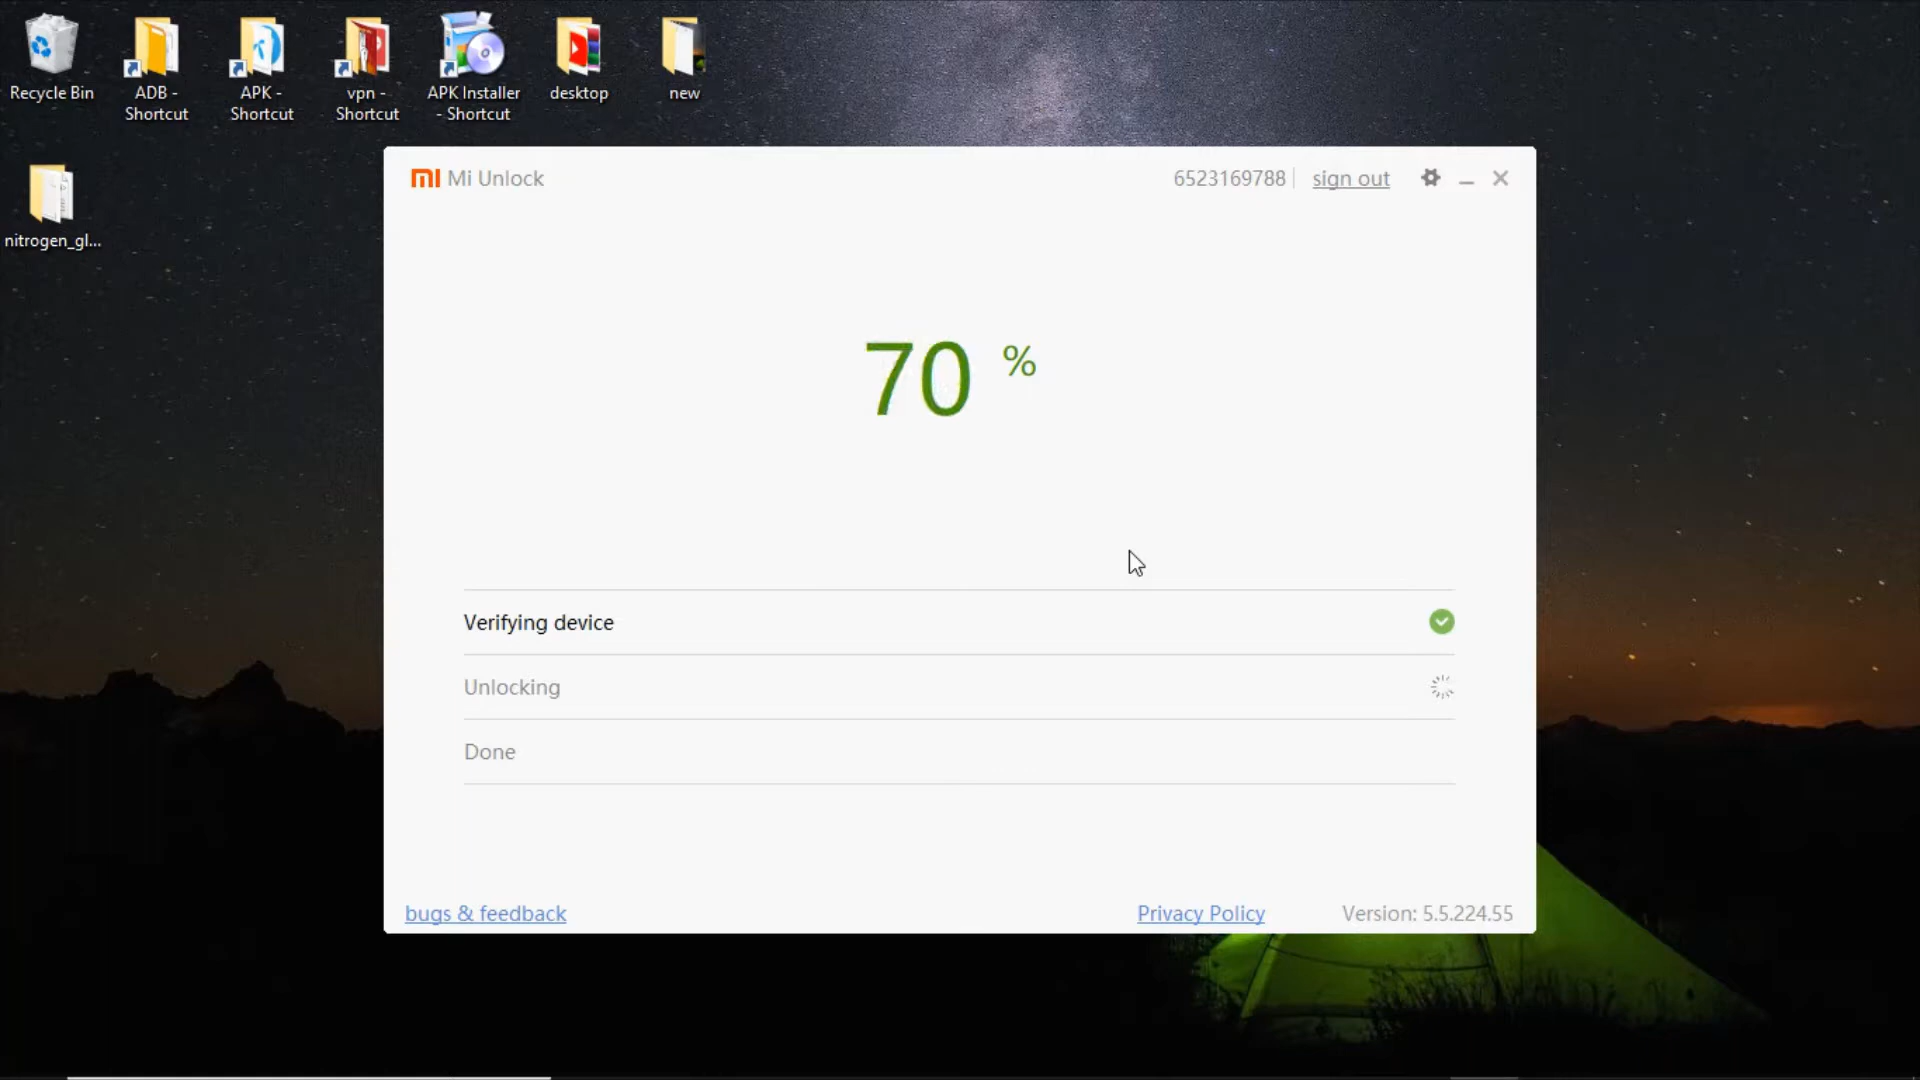 Recycle Bin
ADB -
Shortcut
APK -
Shortcut
vpn -
Shortcut
APK Installer
- Shortcut
desktop
new
nitrogen_gl...
Mi Unlock
6523169788
sign out
70 %
Verifying device
Unlocking
Done
bugs & feedback
Privacy Policy
Version: 5.5.224.55